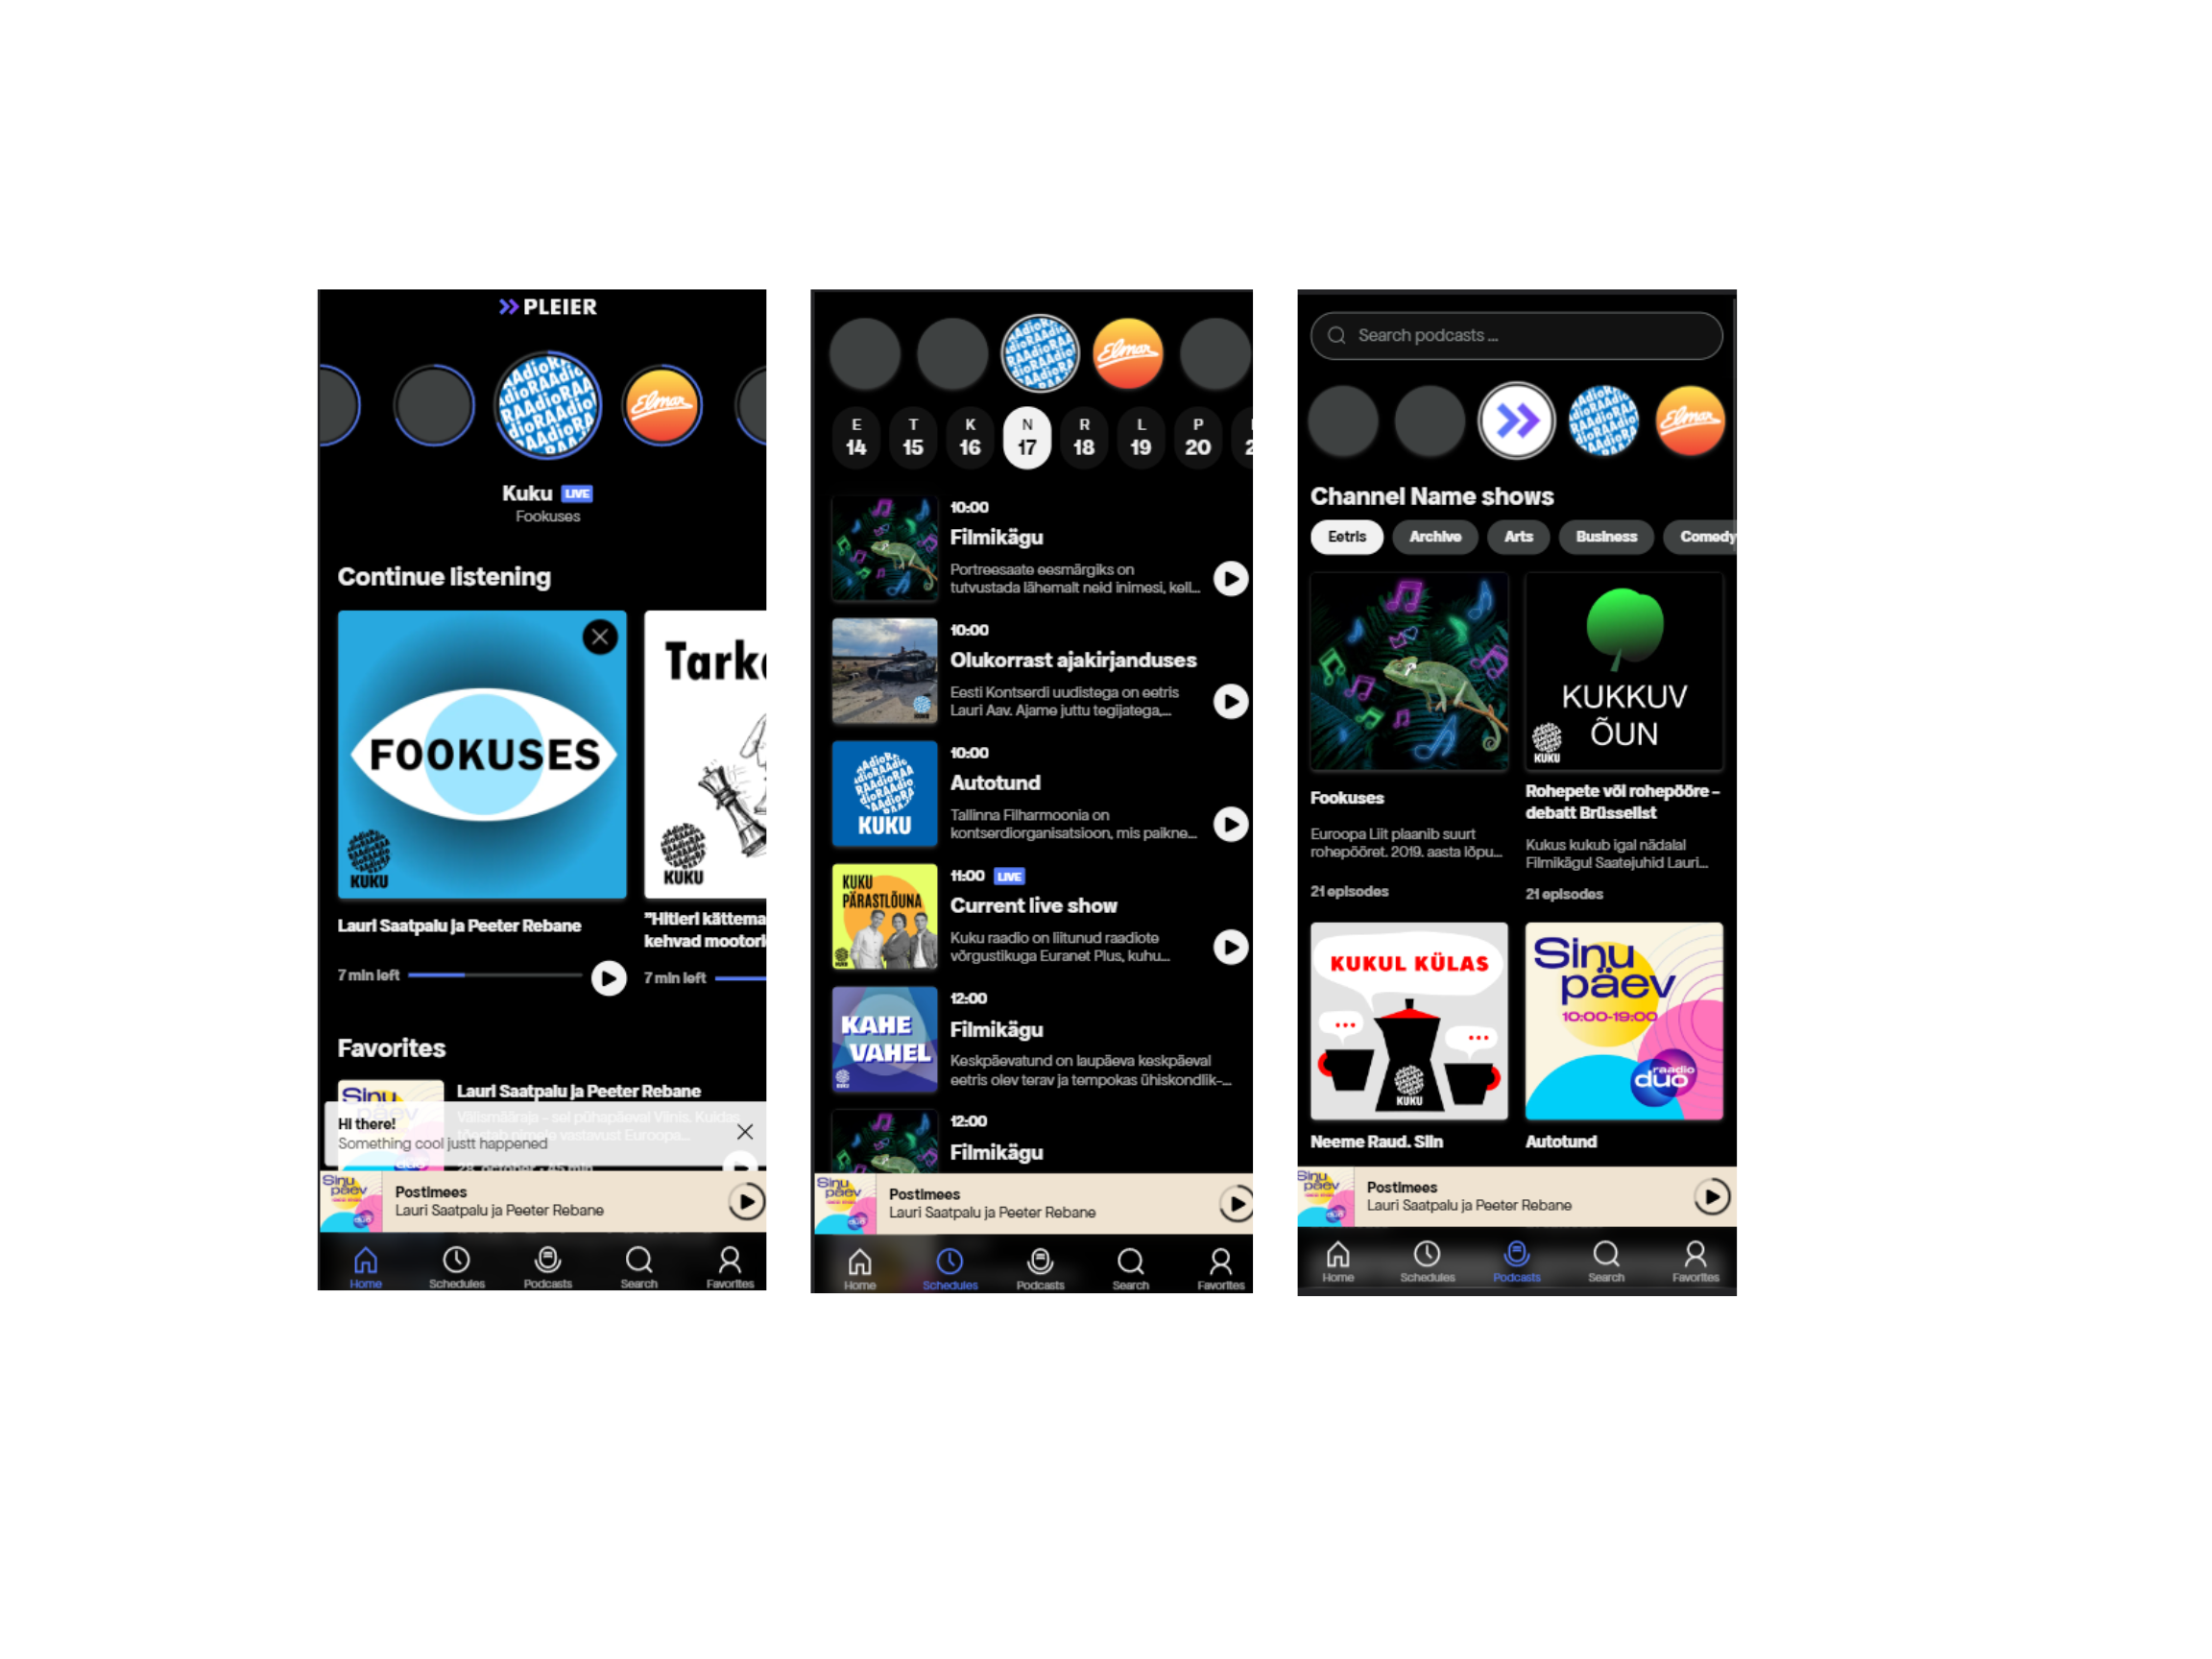 PLEIER
Elmar
Kuku LIVE
Fookuses
Continue listening
FOOKUSES
KUKU
KUKU
Lauri Saatpalu ja Peeter Rebane
"Hitleri
kehvad
7 min left
7 min left
Favorites
Sinu
Lauri Saatpalu ja Peeter Rebane
Hi there!
Something cool justt happened
Sinu
päev
duo
Postimees
Lauri Saatpalu ja Peeter Rebane
Home
Schedules
Podcasts
Search
Favorites
Elmar
E
T
K
N
R
L
P
14
15
16
17
18
19
20
10:00
Filmikägu
Portreesaate eesmärgiks on
tutvustada lähemalt neid inimesi, kell...
10:00
Olukorrast ajakirjanduses
Eesti Kontserdi uudistega on eetris
Lauri Aav. Ajame juttu tegijatega,...
10:00
Autotund
Tallinna Filharmoonia on
kontserdiorganisatsioon, mis paikne...
KUKU
11:00 LIVE
Current live show
Kuku raadio on liitunud raadiote
võrgustikuga Euranet Plus, kuhu...
KUKU
PÄRASTLÕUNA
12:00
Filmikägu
Keskpäevatund on laupäeva keskpäeval
eetris olev terav ja tempokas ühiskondlik-...
KAHE
VAHEL
12:00
Filmikägu
Sinu
päev
duo
Postimees
Lauri Saatpalu ja Peeter Rebane
Home
Schedules
Podcasts
Search
Favorites
Search podcasts ...
Elmar
Channel Name shows
Eetris
Archive
Arts
Business
Comedy
KUKKUV
ÕUN
KUKU
Fookuses
Euroopa Liit plaanib suurt
rohepööret. 2019. aasta lõpu...
21 episodes
Rohepete või rohepööre –
debatt Brüsselist
Kukus kukub igal nädalal
Filmikägu! Saatejuhid Lauri...
21 episodes
KUKUL KÜLAS
KUKU
Sinu
päev
10:00-19:00
raadio
duo
Neeme Raud. Siin
Autotund
Sinu
päev
duo
Postimees
Lauri Saatpalu ja Peeter Rebane
Home
Schedules
Podcasts
Search
Favorites